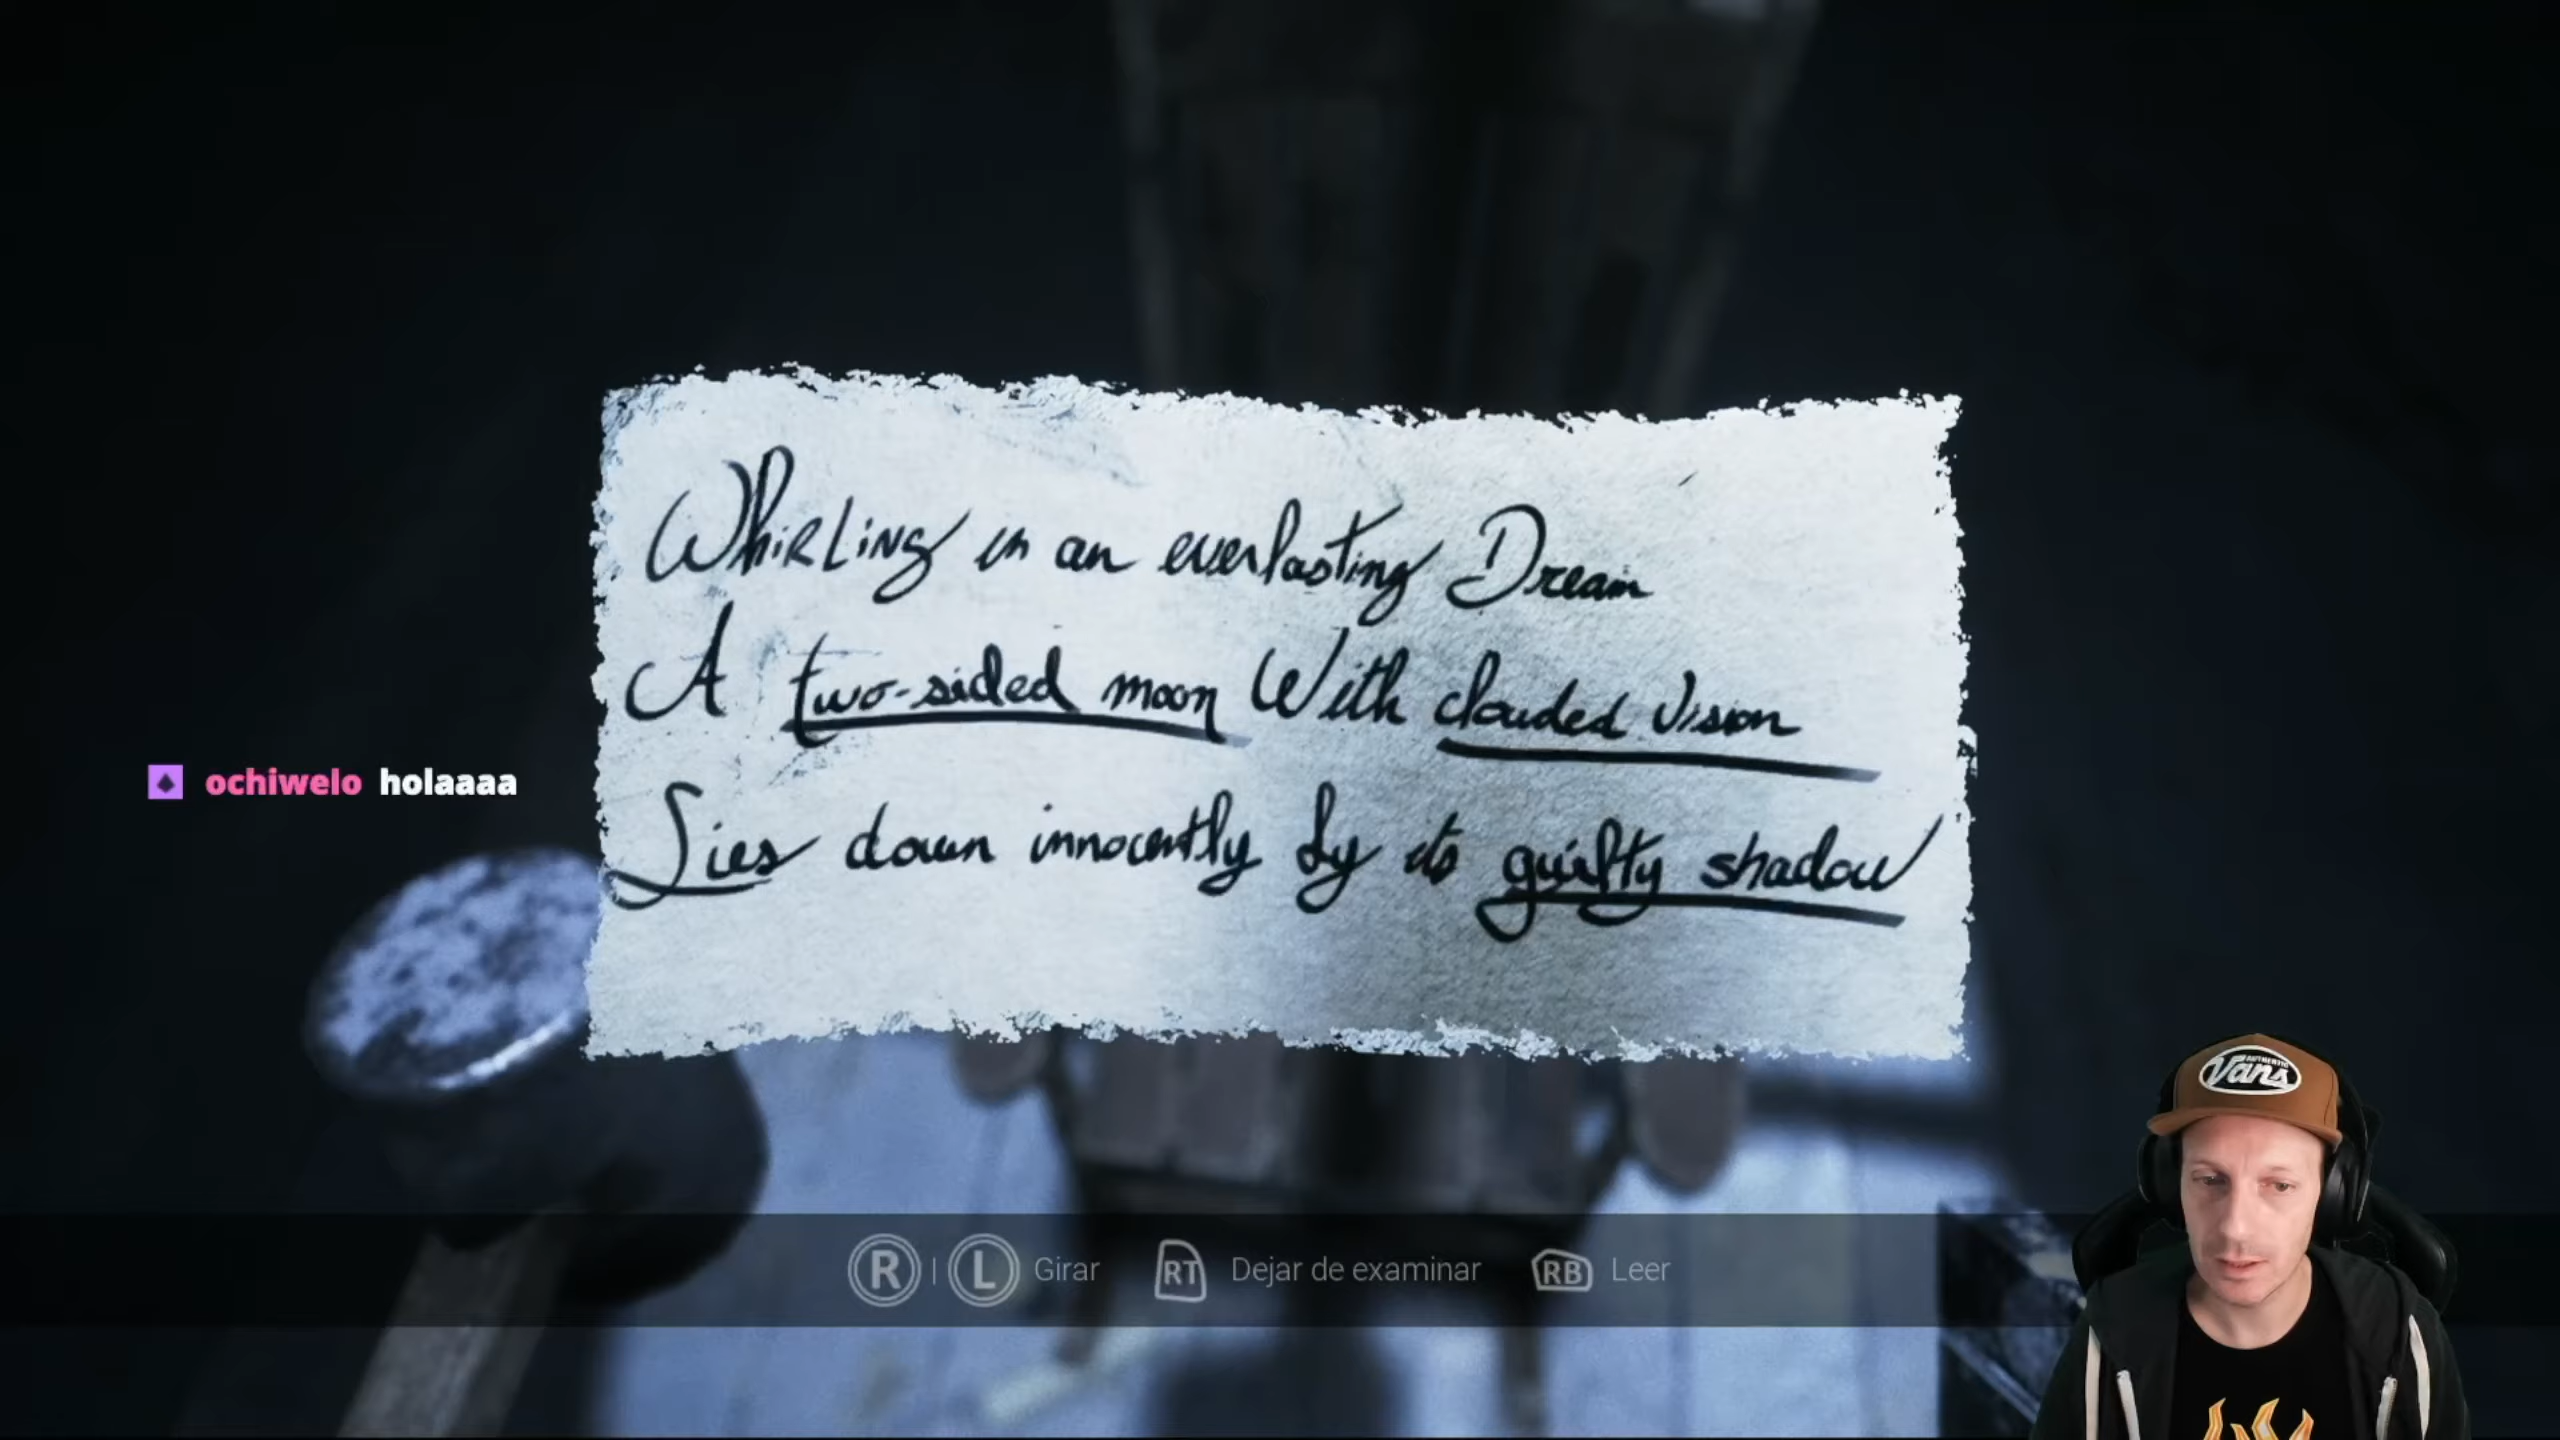 Whirling in an everlasting Dream
A two-sided moon With clouded vision
Lies down innocently by its guilty shadow
ochiwelo holaaaa
Vans
R | L Girar RT Dejar de examinar RB Leer